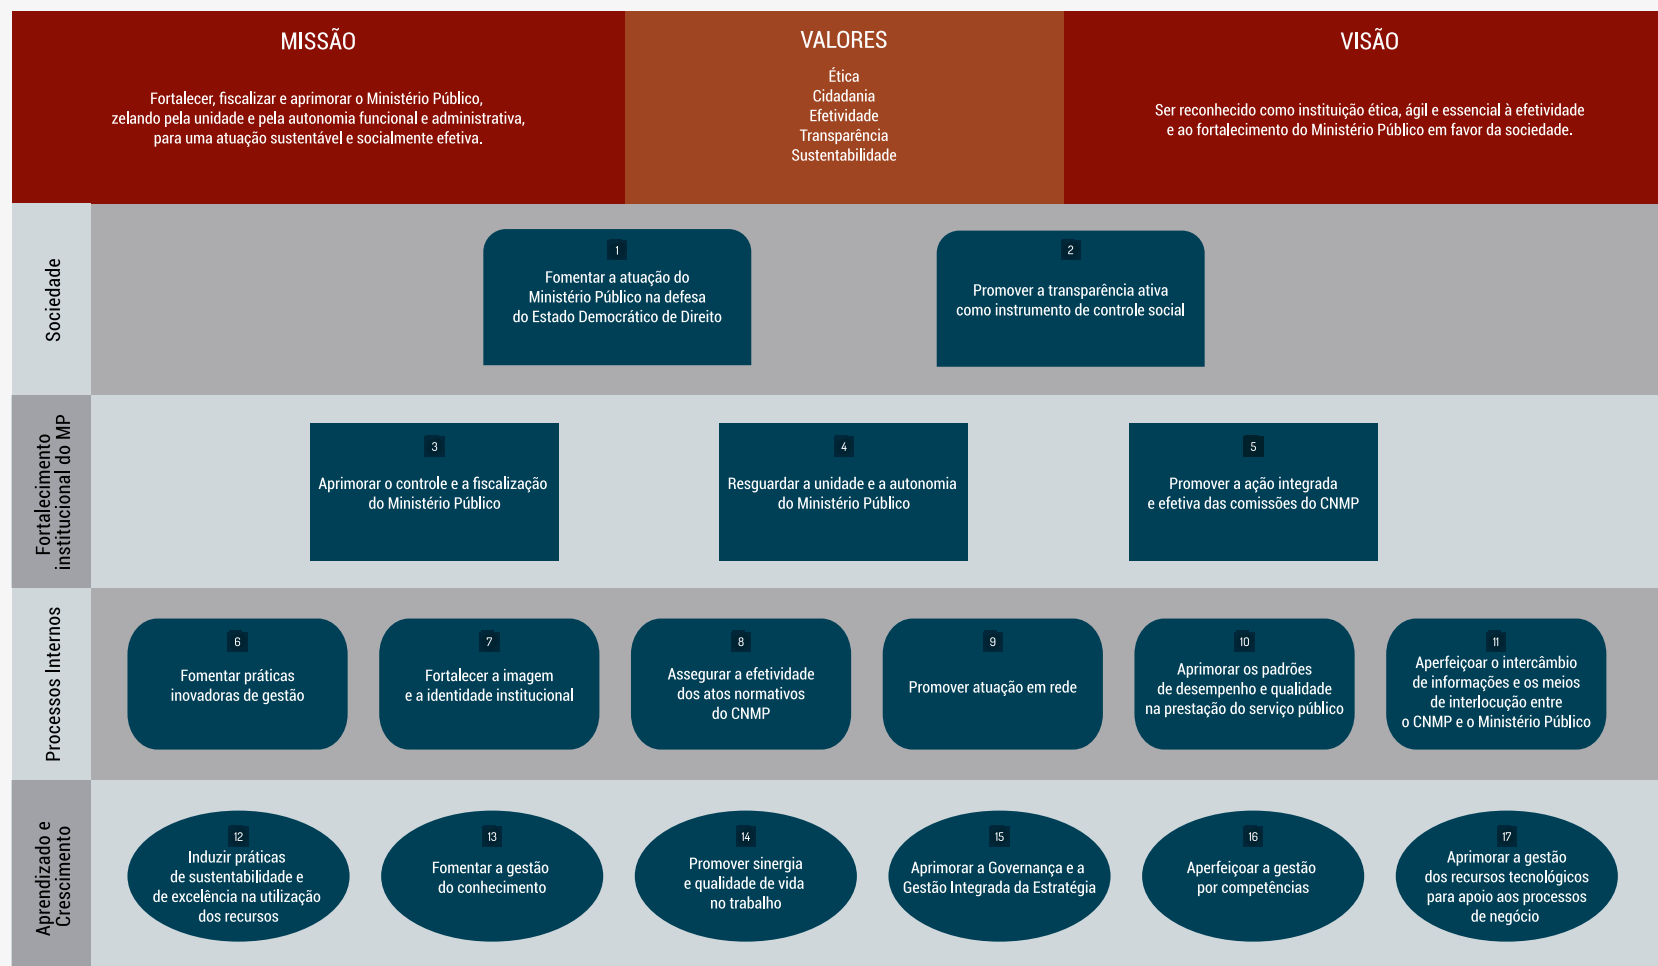 MISSÃO
Fortalecer, fiscalizar e aprimorar o Ministério Público,
zelando pela unidade e pela autonomia funcional e administrativa,
para uma atuação sustentável e socialmente efetiva.
VALORES
Ética
Cidadania
Efetividade
Transparência
Sustentabilidade
VISÃO
Ser reconhecido como instituição ética, ágil e essencial à efetividade
e ao fortalecimento do Ministério Público em favor da sociedade.
Sociedade
1
Fomentar a atuação do
Ministério Público na defesa
do Estado Democrático de Direito
2
Promover a transparência ativa
como instrumento de controle social
Fortalecimento
institucional do MP
3
Aprimorar o controle e a fiscalização
do Ministério Público
4
Resguardar a unidade e a autonomia
do Ministério Público
5
Promover a ação integrada
e efetiva das comissões do CNMP
Processos Internos
6
Fomentar práticas
inovadoras de gestão
7
Fortalecer a imagem
e a identidade institucional
8
Assegurar a efetividade
dos atos normativos
do CNMP
9
Promover atuação em rede
10
Aprimorar os padrões
de desempenho e qualidade
na prestação do serviço público
11
Aperfeiçoar o intercâmbio
de informações e os meios
de interlocução entre
o CNMP e o Ministério Público
Aprendizado e
Crescimento
12
Induzir práticas
de sustentabilidade e
de excelência na utilização
dos recursos
13
Fomentar a gestão
do conhecimento
14
Promover sinergia
e qualidade de vida
no trabalho
15
Aprimorar a Governança e a
Gestão Integrada da Estratégia
16
Aperfeiçoar a gestão
por competências
17
Aprimorar a gestão
dos recursos tecnológicos
para apoio aos processos
de negócio